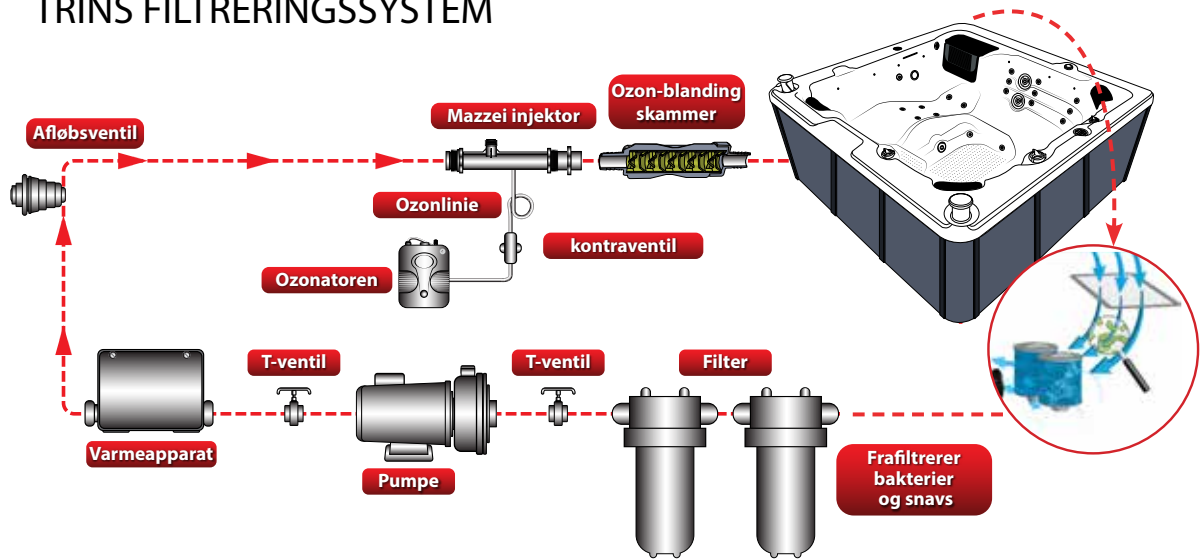 TRINS FILTRERINGSSYSTEM
Afløbsventil
Mazzei injektor
Ozon-blanding
skammer
Ozonlinie
kontraventil
Ozonatoren
T-ventil
T-ventil
Filter
Varmeapparat
Pumpe
Frafiltrerer
bakterier
og snavs